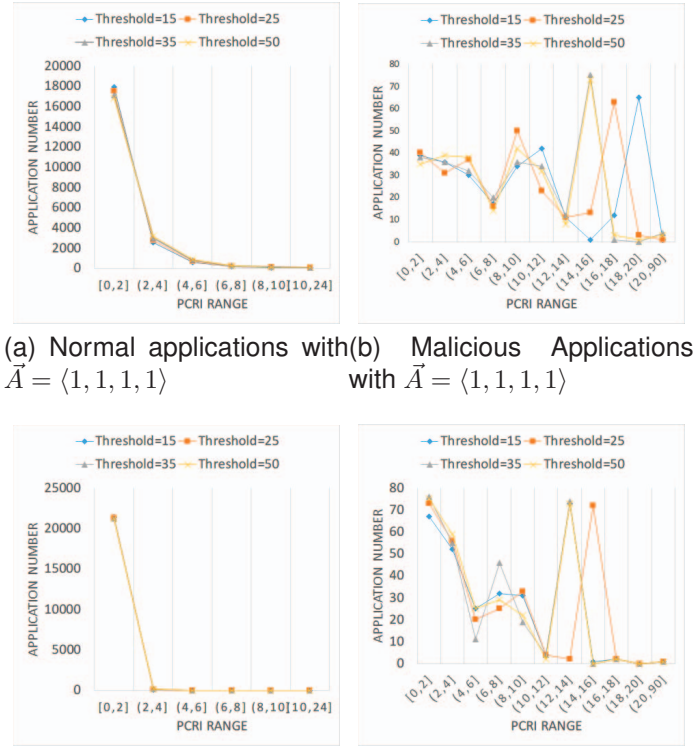 Threshold=15 Threshold=25
Threshold=35 Threshold=50
20000
18000
16000
14000
12000
10000
8000
6000
4000
2000
0
APPLICATION NUMBER
[0,2] (2,4] (4,6] (6,8] (8,10] (10,24]
PCRI RANGE
Threshold=15 Threshold=25
Threshold=35 Threshold=50
80
70
60
50
40
30
20
10
0
APPLICATION NUMBER
[0,2] (2,4] (4,6] (6,8] (8,10] (10,12] (12,14] (14,16] (16,18] (18,20] (20,90]
PCRI RANGE
(a) Normal applications with
A⃗ = ⟨1, 1, 1, 1⟩
(b) Malicious Applications
with A⃗ = ⟨1, 1, 1, 1⟩
Threshold=15 Threshold=25
Threshold=35 Threshold=50
25000
20000
15000
10000
5000
0
APPLICATION NUMBER
[0,2] (2,4] (4,6] (6,8] (8,10] (10,24]
PCRI RANGE
Threshold=15 Threshold=25
Threshold=35 Threshold=50
80
70
60
50
40
30
20
10
0
APPLICATION NUMBER
[0,2] (2,4] (4,6] (6,8] (8,10] (10,12] (12,14] (14,16] (16,18] (18,20] (20,90]
PCRI RANGE